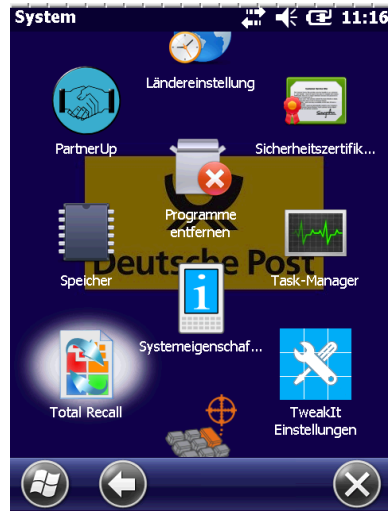 System 11:16
Ländereinstellung
PartnerUp
Sicherheitszertifik...
Programme
entfernen
Deutsche Post
Speicher
Task-Manager
Systemeigenschaf...
Total Recall
TweakIt
Einstellungen